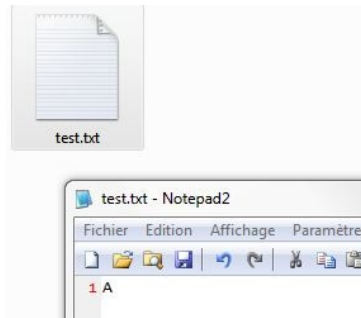 test.txt
test.txt - Notepad2
Fichier Edition Affichage Paramètre
1 A